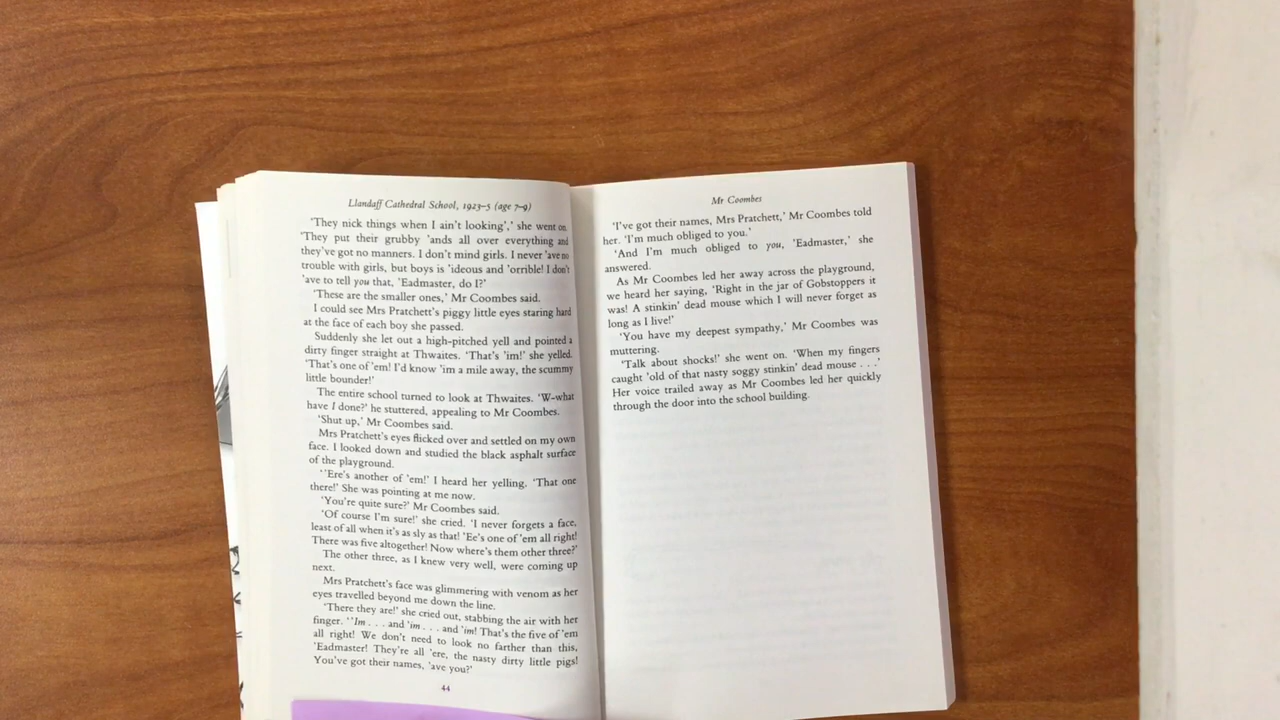 Llandaff Cathedral School, 1923–5 (age 7–9)
'They nick things when I ain't looking',' she went on.
'They put their grubby 'ands all over everything and
they've got no manners. I don't mind girls. I never 'ave no
trouble with girls, but boys is 'ideous and 'orrible! I don't
'ave to tell you that, 'Eadmaster, do I?'
'These are the smaller ones,' Mr Coombes said.
I could see Mrs Pratchett's piggy little eyes staring hard
at the face of each boy she passed.
Suddenly she let out a high-pitched yell and pointed a
dirty finger straight at Thwaites. 'That's 'im!' she yelled.
'That's one of 'em! I'd know 'im a mile away, the scummy
little bounder!'
The entire school turned to look at Thwaites. 'W-what
have I done?' he stuttered, appealing to Mr Coombes.
'Shut up,' Mr Coombes said.
Mrs Pratchett's eyes flicked over and settled on my own
face. I looked down and studied the black asphalt surface
of the playground.
''Ere's another of 'em!' I heard her yelling. 'That one
there!' She was pointing at me now.
'You're quite sure?' Mr Coombes said.
'Of course I'm sure!' she cried. 'I never forgets a face,
least of all when it's as sly as that! 'Ee's one of 'em all right!
There was five altogether! Now where's them other three?'
The other three, as I knew very well, were coming up
next.
Mrs Pratchett's face was glimmering with venom as her
eyes travelled beyond me down the line.
'There they are!' she cried out, stabbing the air with her
finger. ''Im . . . and 'im . . . and 'im! That's the five of 'em
all right! We don't need to look no farther than this,
'Eadmaster! They're all 'ere, the nasty dirty little pigs!
You've got their names, 'ave you?'
44
Mr Coombes
'I've got their names, Mrs Pratchett,' Mr Coombes told
her. 'I'm much obliged to you.'
'And I'm much obliged to you, 'Eadmaster,' she
answered.
As Mr Coombes led her away across the playground,
we heard her saying, 'Right in the jar of Gobstoppers it
was! A stinkin' dead mouse which I will never forget as
long as I live!'
'You have my deepest sympathy,' Mr Coombes was
muttering.
'Talk about shocks!' she went on. 'When my fingers
caught 'old of that nasty soggy stinkin' dead mouse . . .'
Her voice trailed away as Mr Coombes led her quickly
through the door into the school building.